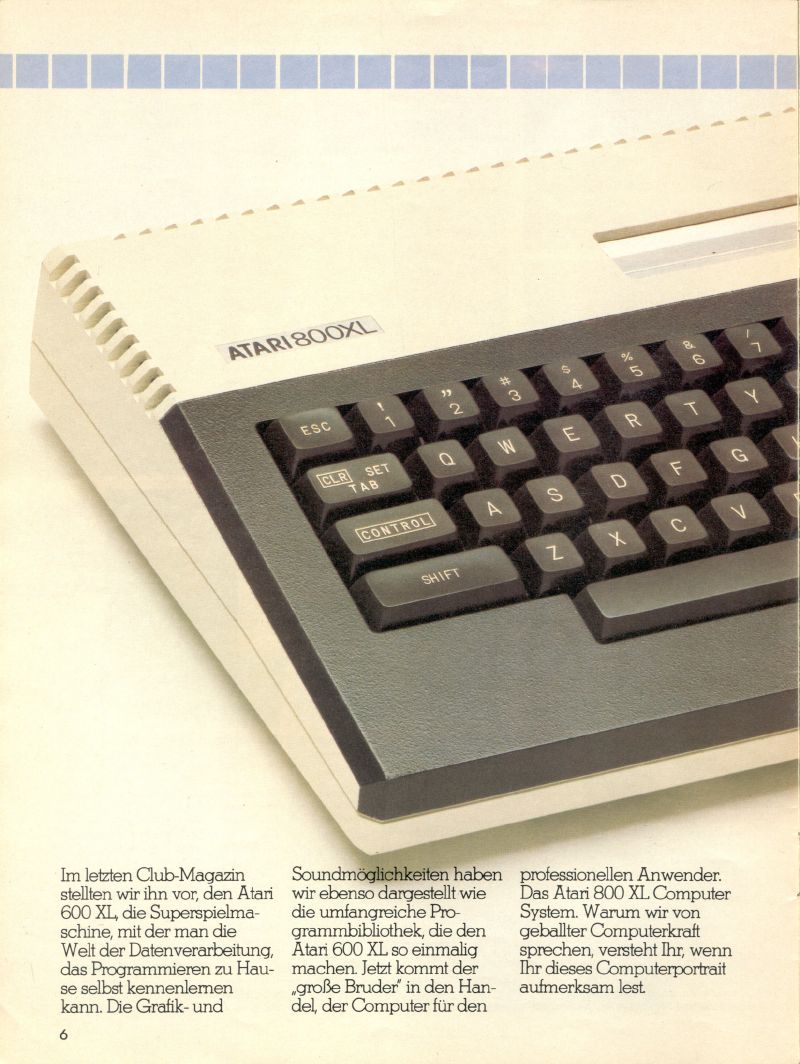 ATARI 800XL
! " # $ % & '
ESC 1 2 3 4 5 6 7
CLR SET
TAB Q W E R T Y
CONTROL A S D F G
SHIFT Z X C V
Im letzten Club-Magazin
stellten wir ihn vor, den Atari
600 XL, die Superspielma-
schine, mit der man die
Welt der Datenverarbeitung,
das Programmieren zu Hau-
se selbst kennenlernen
kann. Die Grafik- und
Soundmöglichkeiten haben
wir ebenso dargestellt wie
die umfangreiche Pro-
grammbibliothek, die den
Atari 600 XL so einmalig
machen. Jetzt kommt der
„große Bruder" in den Han-
del, der Computer für den
professionellen Anwender.
Das Atari 800 XL Computer
System. Warum wir von
geballter Computerkraft
sprechen, versteht Ihr, wenn
Ihr dieses Computerportrait
aufmerksam lest.
6